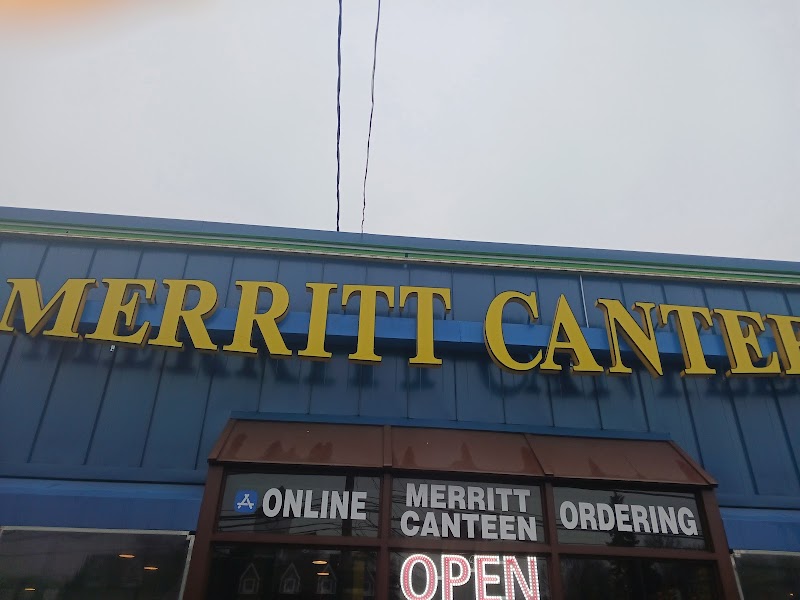 MERRITT CANTEE
ONLINE
MERRITT
CANTEEN
ORDERING
OPEN